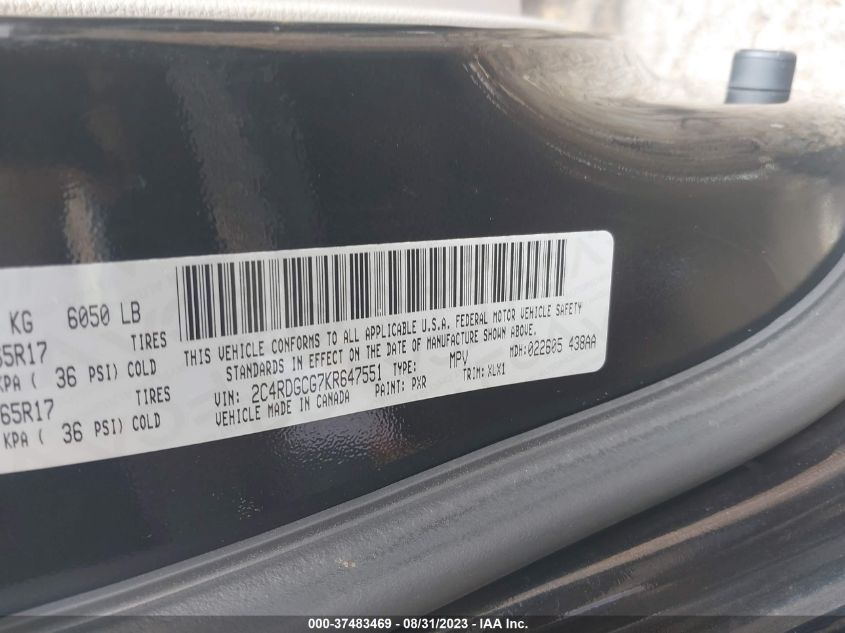 KG 6050 LB
65R17 TIRES
KPA ( 36 PSI) COLD
65R17 TIRES
KPA ( 36 PSI) COLD
THIS VEHICLE CONFORMS TO ALL APPLICABLE U.S.A. FEDERAL MOTOR VEHICLE SAFETY
STANDARDS IN EFFECT ON THE DATE OF MANUFACTURE SHOWN ABOVE.
VIN: 2C4RDGCG7KR647551 TYPE: MPV MDH:022605 438AA
VEHICLE MADE IN CANADA PAINT: PXR TRIM:XLX1
000-37483469 - 08/31/2023 - IAA Inc.